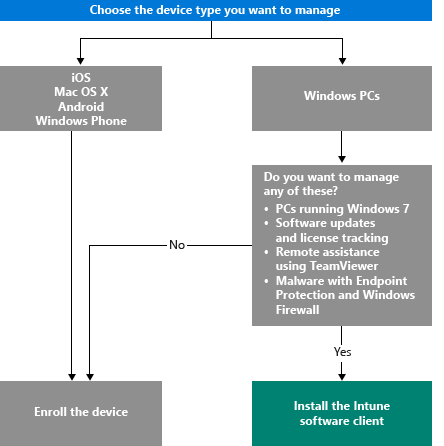 Choose the device type you want to manage
iOS
Mac OS X
Android
Windows Phone
Windows PCs
Do you want to manage
any of these?
• PCs running Windows 7
• Software updates
and license tracking
• Remote assistance
using TeamViewer
• Malware with Endpoint
Protection and Windows
Firewall
No
Yes
Enroll the device
Install the Intune
software client